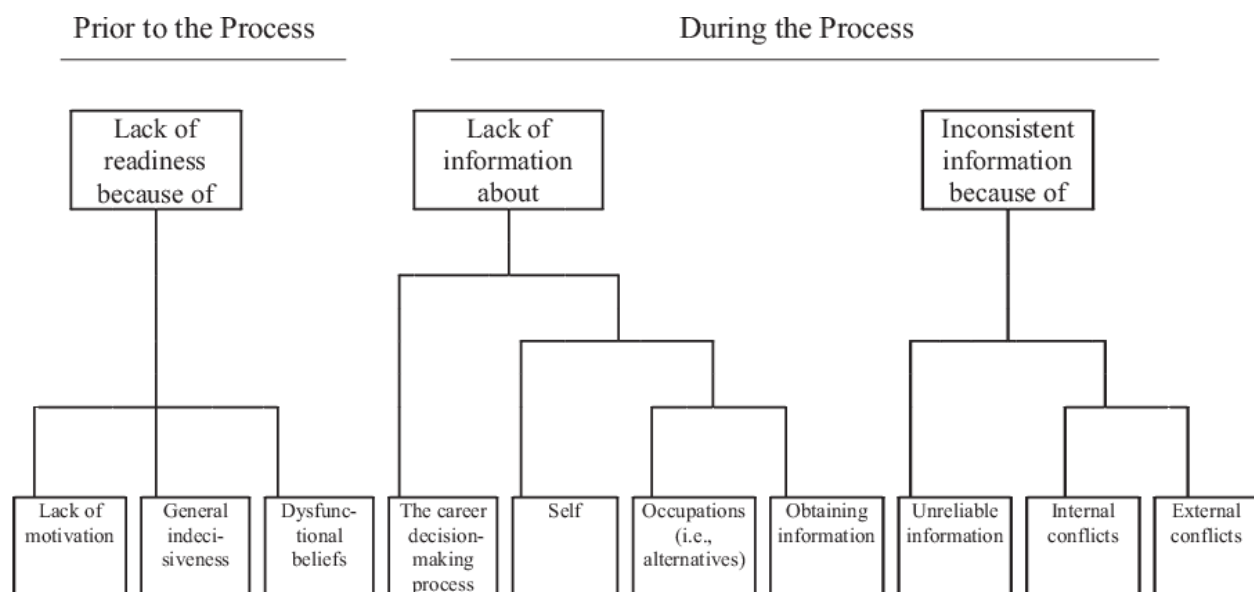 Prior to the Process
During the Process
Lack of
readiness
because of
Lack of
information
about
Inconsistent
information
because of
Lack of
motivation
General
indeci-
siveness
Dysfunc-
tional
beliefs
The career
decision-
making
process
Self
Occupations
(i.e.,
alternatives)
Obtaining
information
Unreliable
information
Internal
conflicts
External
conflicts